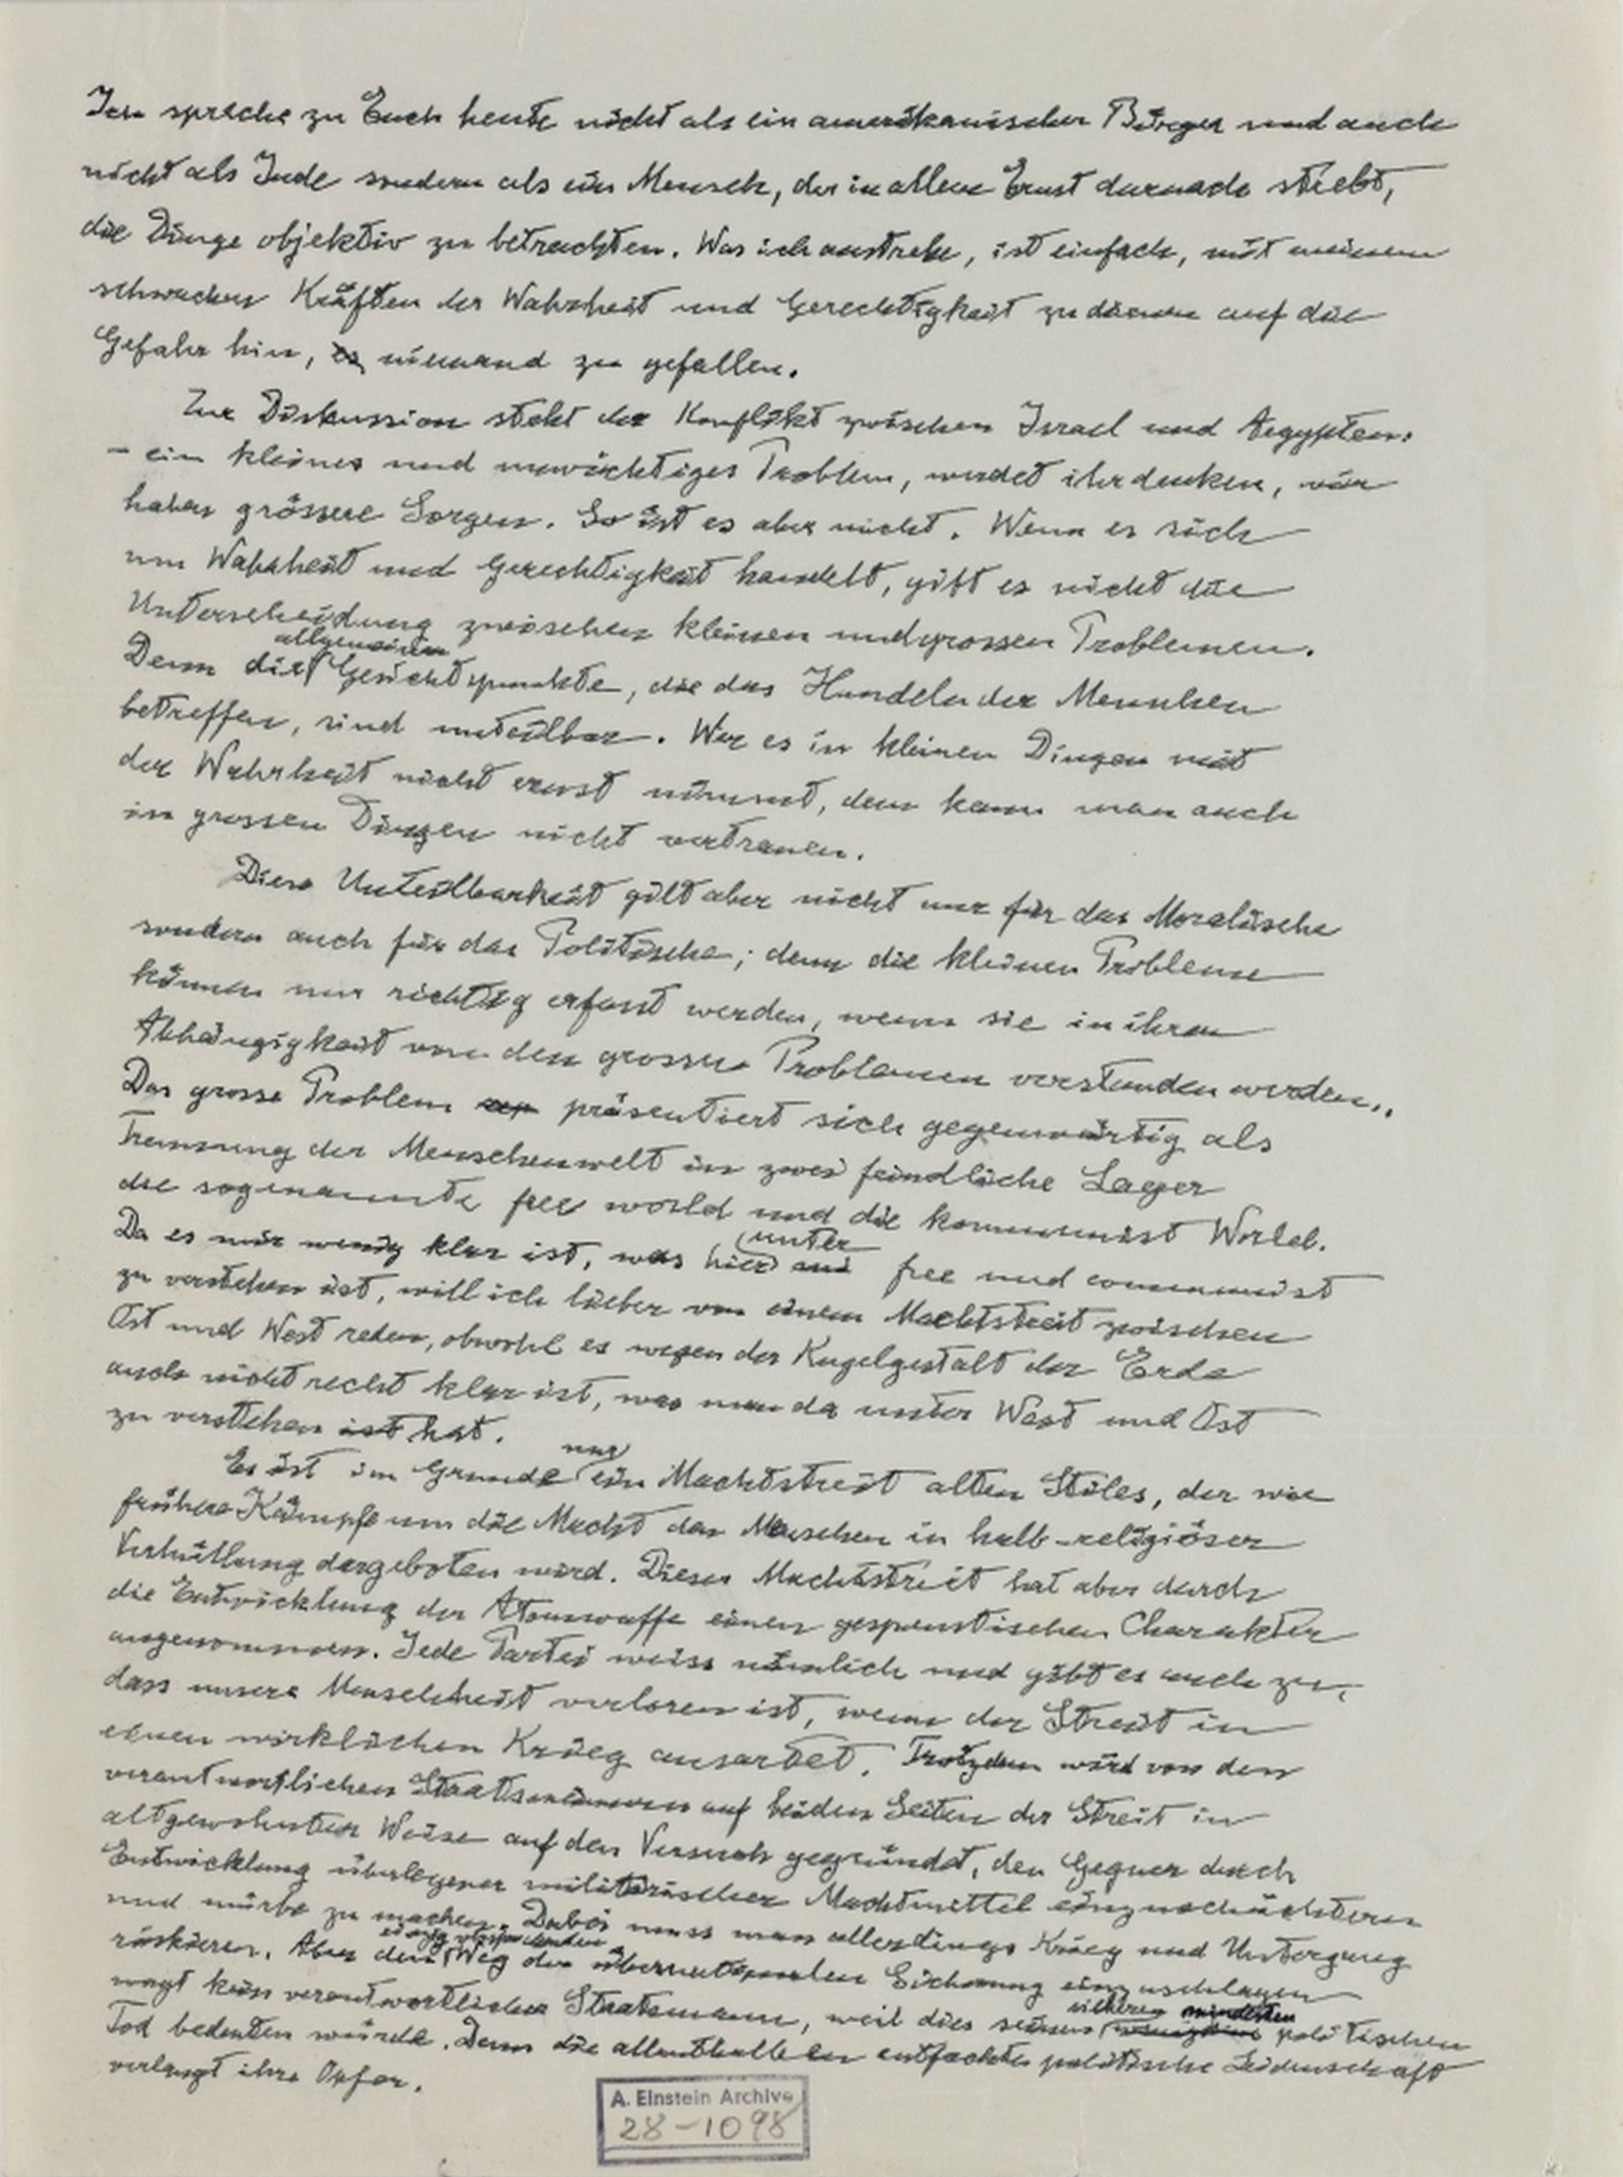 Ich spreche zu Euch heute nicht als ein amerikanischer Bürger und auch
nicht als Jude sondern als ein Mensch, der in allem Ernst darnach strebt,
die Dinge objektiv zu betrachten. Was ich anstrebe, ist einfach, mit meinen
schwachen Kräften der Wahrheit und Gerechtigkeit zu dienen auf die
Gefahr hin, es niemand zu gefallen.
Zur Diskussion steht der Konflikt zwischen Israel und Aegypten.
- ein kleines und unwichtiges Problem, werdet ihr denken, wir
haben grössere Sorgen. So ist es aber nicht. Wenn es sich
um Wahrheit und Gerechtigkeit handelt, gibt es nicht die
Unterscheidung zwischen kleinen und grossen Problemen.
allgemeinen
Denn die Gesichtspunkte, die das Handeln der Menschen
betreffen, sind unteilbar. Wer es in kleinen Dingen mit
der Wahrheit nicht ernst nimmt, dem kann man auch
in grossen Dingen nicht vertrauen.
Diese Unteilbarkeit gilt aber nicht nur für das Moralische
sondern auch für das Politische; denn die kleinen Probleme
können nur richtig erfasst werden, wenn sie in ihrer
Abhängigkeit von den grossen Problemen verstanden werden..
Das grosse Problem präsentiert sich gegenwärtig als
Trennung der Menschenwelt in zwei feindliche Lager
die sogenannte free world und die kommunist World.
unter
Da es mir wenig klar ist, was hier free und communist
zu verstehen ist, will ich lieber von einem Machtstreit zwischen
Ost und West reden, obwohl es wegen der Kugelgestalt der Erde
auch nicht recht klar ist, was man da unter West und Ost
zu verstehen ist hat.
nur
Es ist im Grunde ein Machtstreit alten Stiles, der wie
frühere Kämpfe um die Macht den Menschen in halb-religiöser
Verhüllung dargeboten wird. Dieser Machtstreit hat aber durch
die Entwicklung der Atomwaffe einen gespenstischen Charakter
angenommen. Jede Partei weiss nämlich und gibt es auch zu,
dass unsere Menschheit verloren ist, wenn der Streit in
einen wirklichen Krieg ausartet. Trotzdem wird von den
verantwortlichen Staatsmännern auf beiden Seiten der Streit in
altgewohnter Weise auf den Versuch gegründet, den Gegner durch
Entwicklung überlegener militärischer Machtmittel einzuschüchtern
und mürbe zu machen. Dabei muss man allerdings Krieg und Untergang
einzig
riskieren. Aber den Weg der übernationalen Sicherung einzuschlagen
wagt kein verantwortlicher Staatsmann, weil dies seinen politischen
sicheren mindesten
Tod bedeuten würde. Denn die allenthalben entfachte politische Leidenschaft
verlangt ihre Opfer.
A. Einstein Archive
28-1098